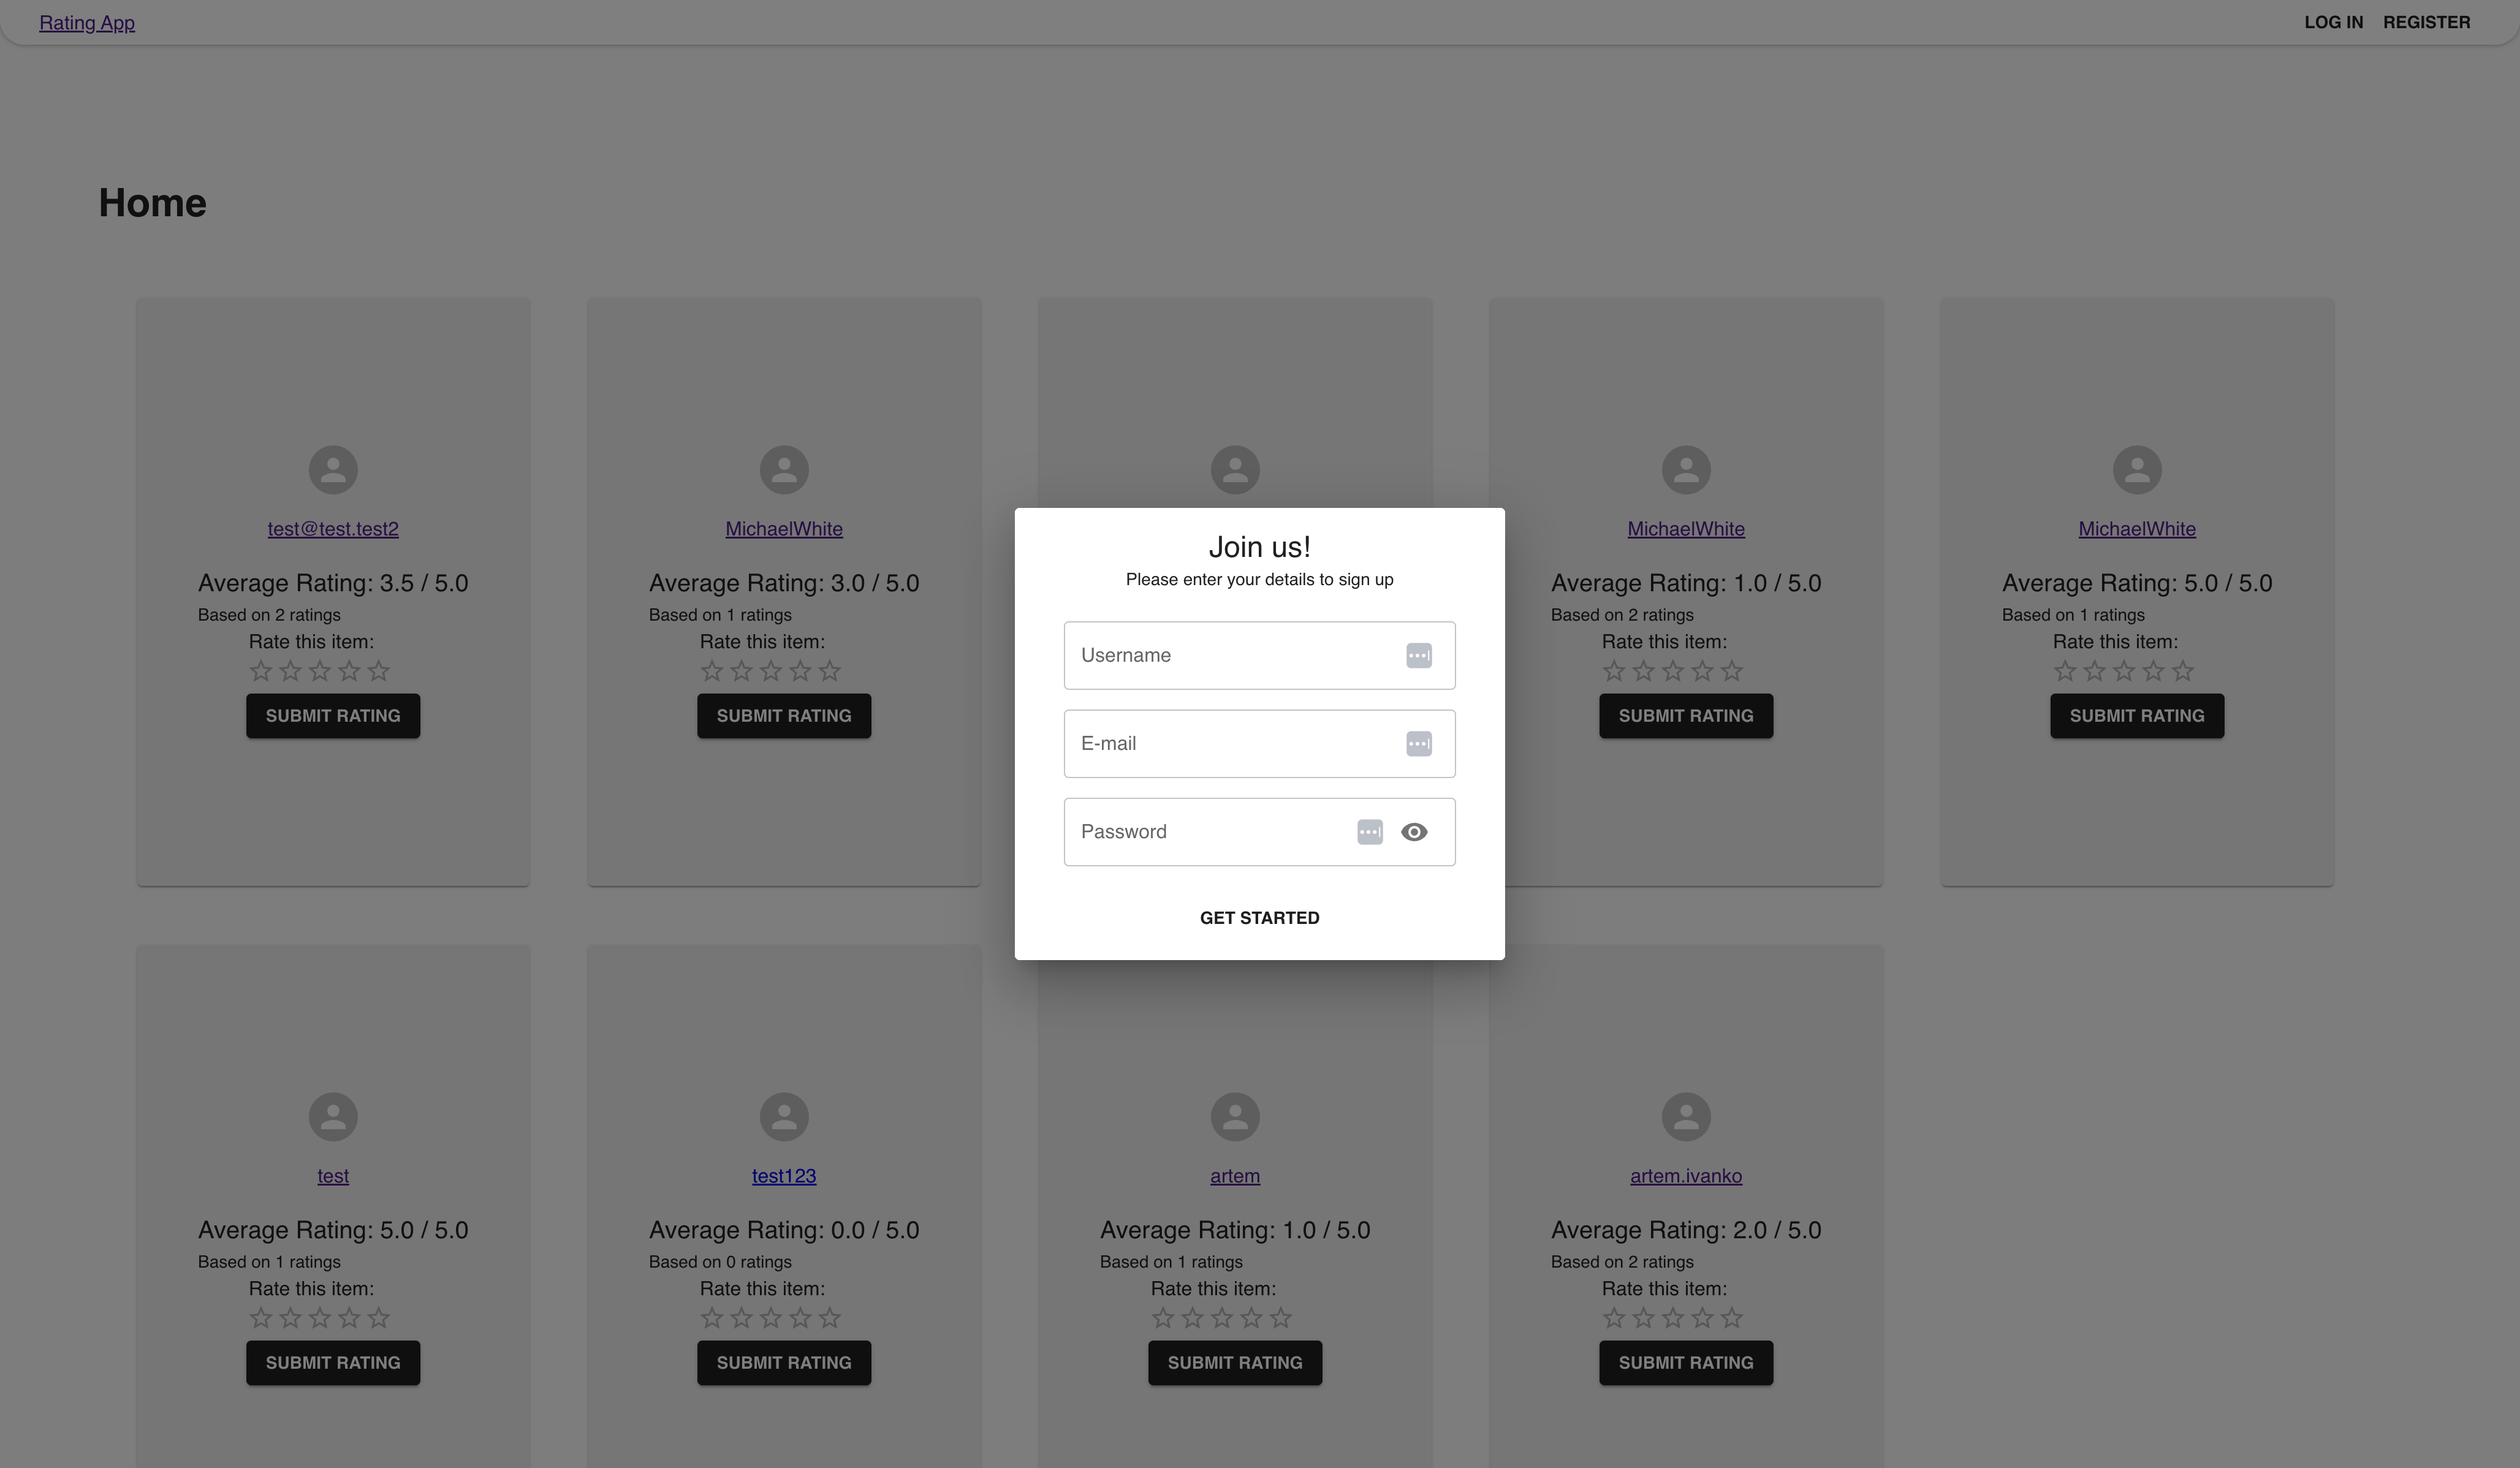 Rating App
LOG IN REGISTER
Home
test@test.test2
Average Rating: 3.5 / 5.0
Based on 2 ratings
Rate this item:
SUBMIT RATING
MichaelWhite
Average Rating: 3.0 / 5.0
Based on 1 ratings
Rate this item:
SUBMIT RATING
Join us!
Please enter your details to sign up
Username
E-mail
Password
GET STARTED
MichaelWhite
Average Rating: 1.0 / 5.0
Based on 2 ratings
Rate this item:
SUBMIT RATING
MichaelWhite
Average Rating: 5.0 / 5.0
Based on 1 ratings
Rate this item:
SUBMIT RATING
test
Average Rating: 5.0 / 5.0
Based on 1 ratings
Rate this item:
SUBMIT RATING
test123
Average Rating: 0.0 / 5.0
Based on 0 ratings
Rate this item:
SUBMIT RATING
artem
Average Rating: 1.0 / 5.0
Based on 1 ratings
Rate this item:
SUBMIT RATING
artem.ivanko
Average Rating: 2.0 / 5.0
Based on 2 ratings
Rate this item:
SUBMIT RATING